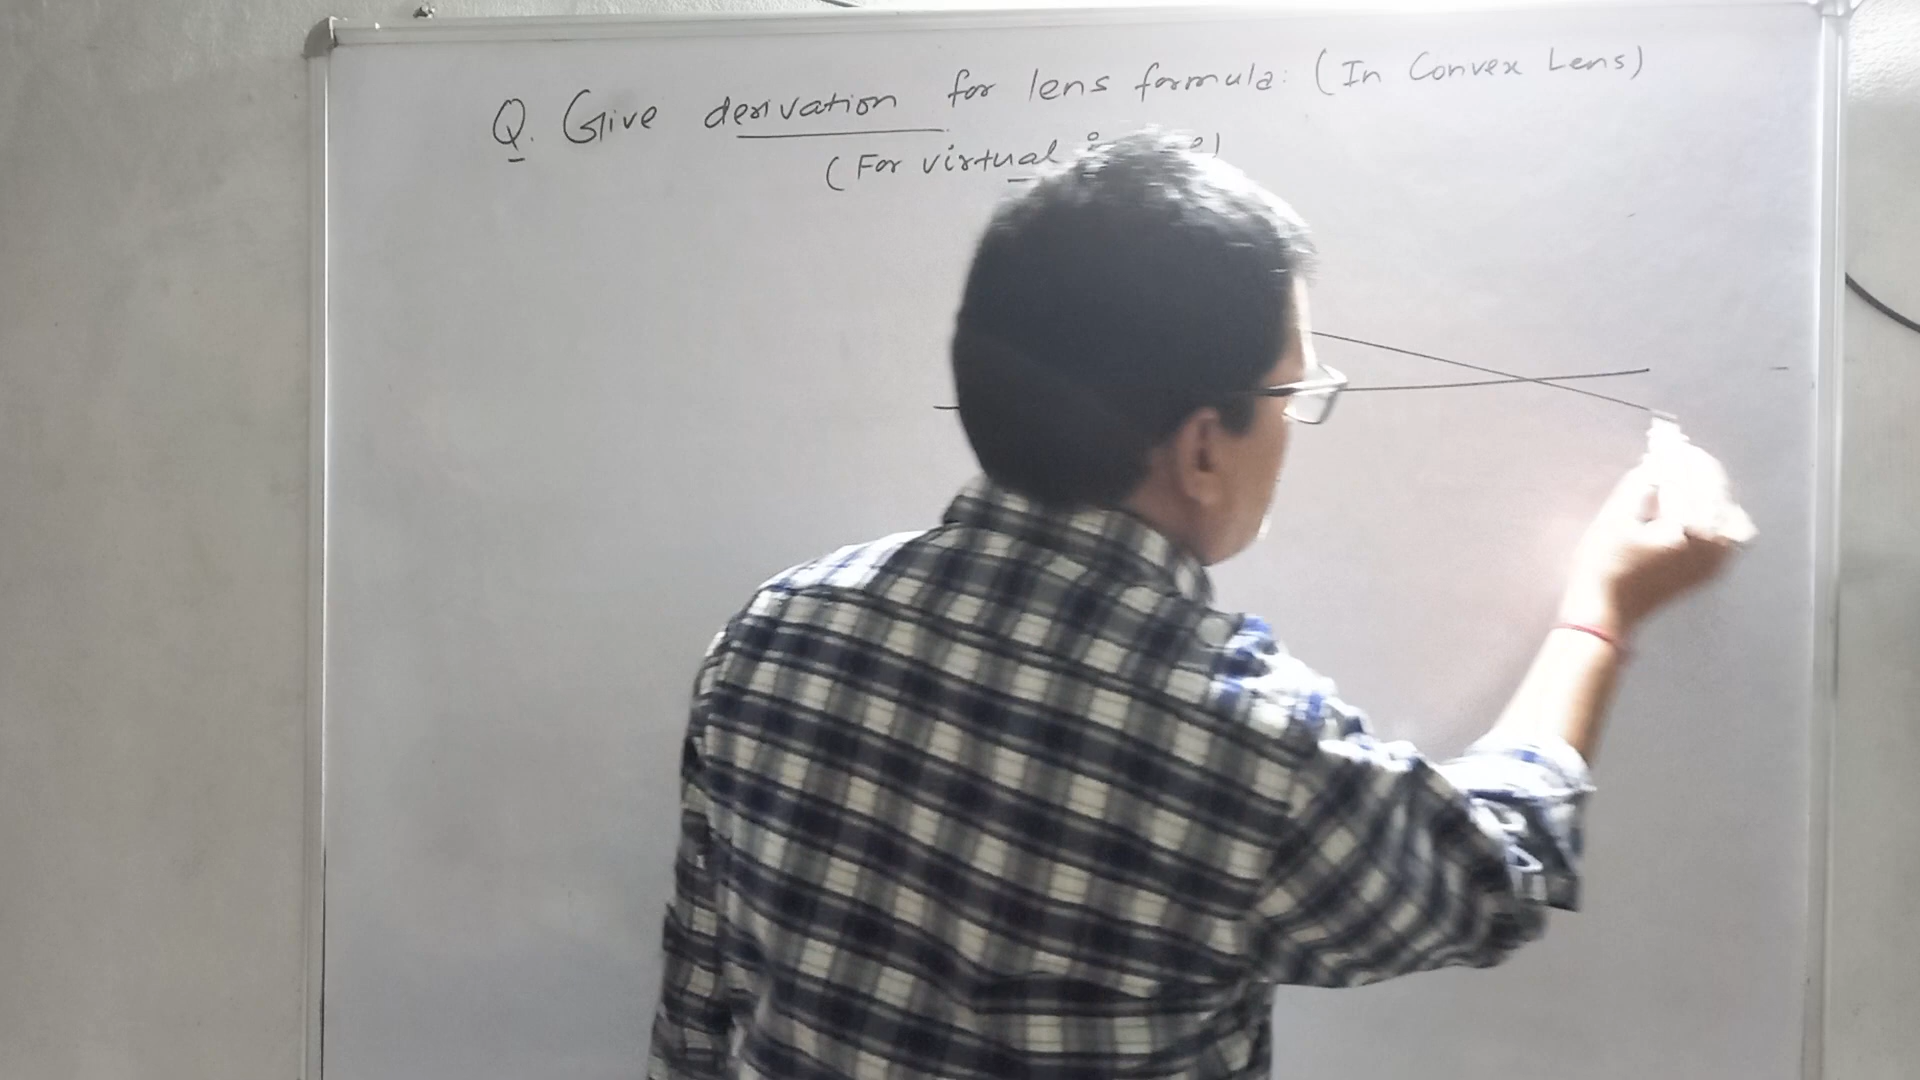 Q. Give derivation for lens formula: (In Convex Lens)
(For virtual